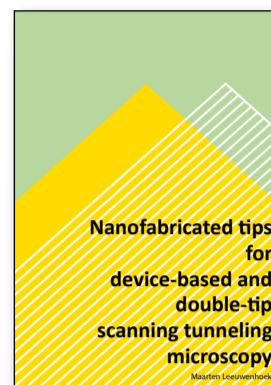 Nanofabricated tips
for
device-based and
double-tip
scanning tunneling
microscopy
Maarten Leeuwenhoek